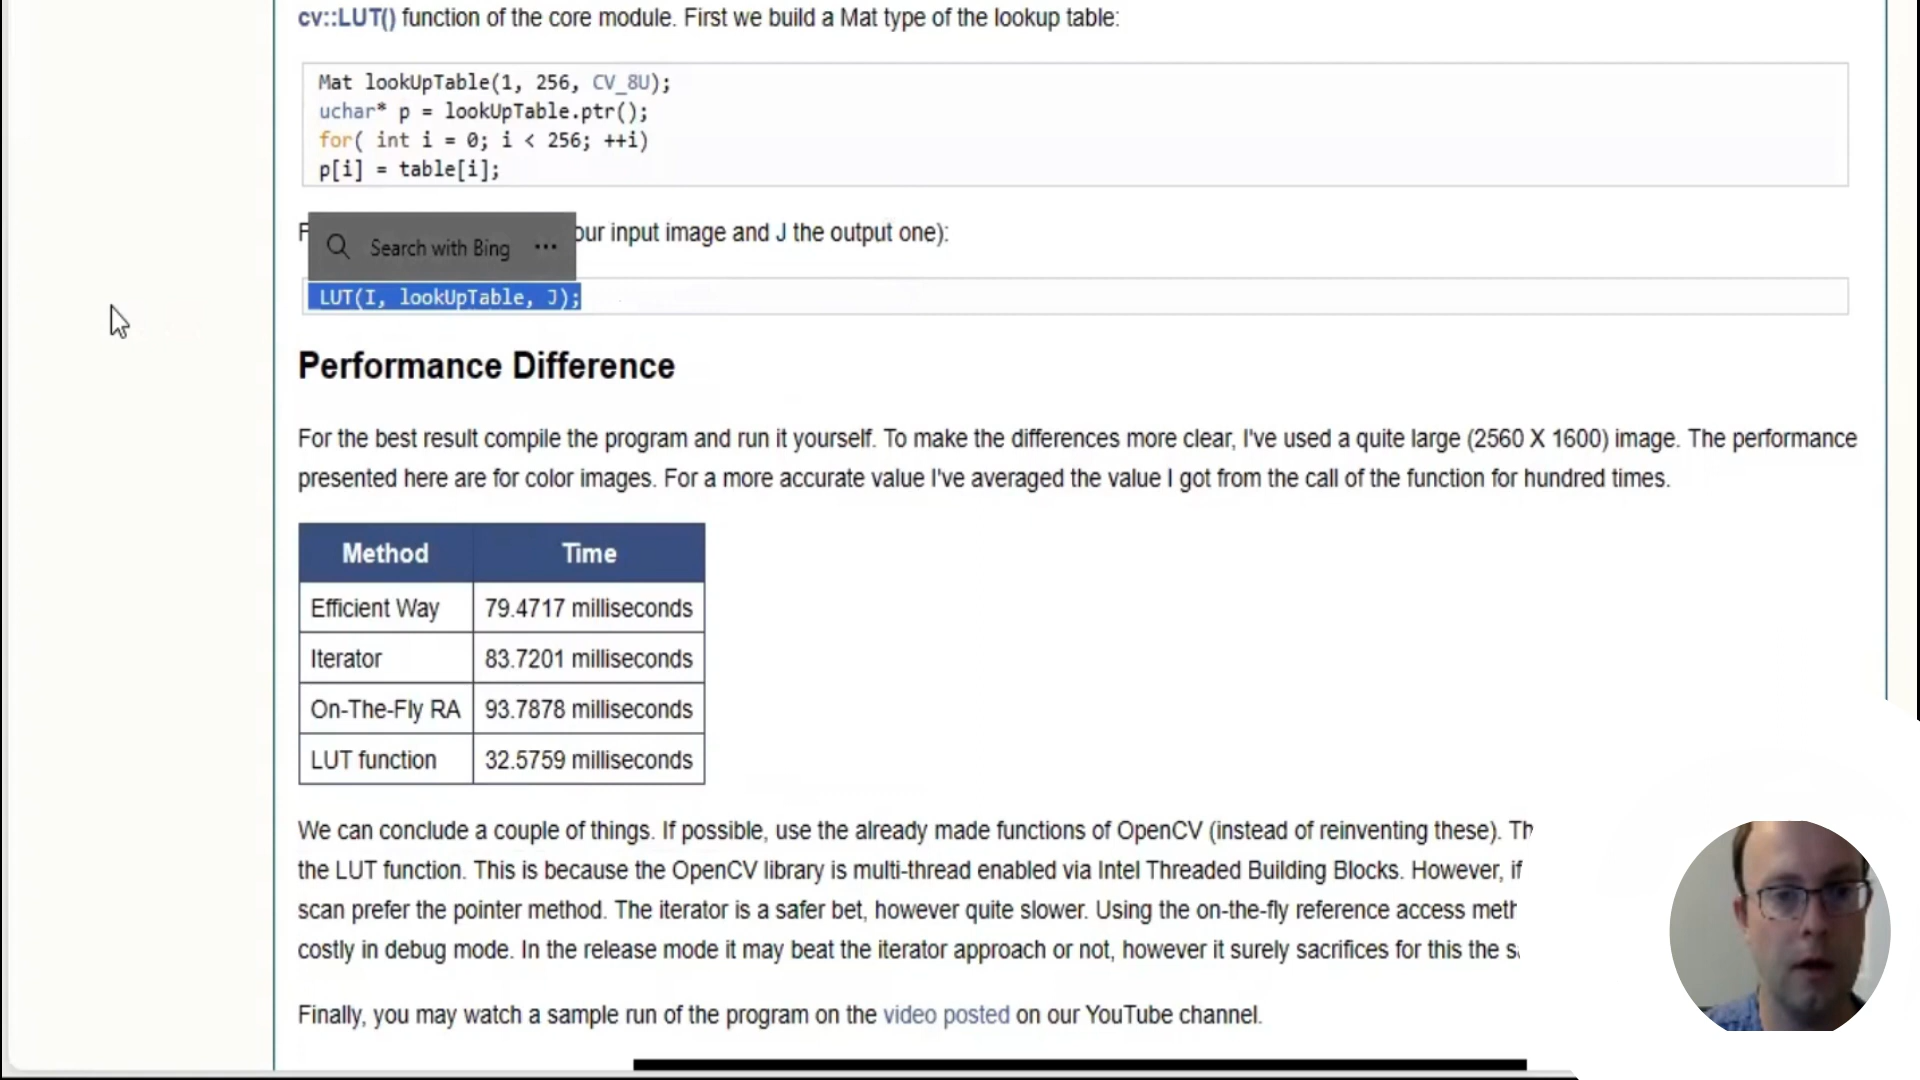 cv::LUT() function of the core module. First we build a Mat type of the lookup table:
Mat lookUpTable(1, 256, CV_8U);
uchar* p = lookUpTable.ptr();
for( int i = 0; i < 256; ++i)
p[i] = table[i];
our input image and J the output one):
Search with Bing ...
LUT(I, lookUpTable, J);
Performance Difference
For the best result compile the program and run it yourself. To make the differences more clear, I've used a quite large (2560 X 1600) image. The performance
presented here are for color images. For a more accurate value I've averaged the value I got from the call of the function for hundred times.
Method Time
Efficient Way 79.4717 milliseconds
Iterator 83.7201 milliseconds
On-The-Fly RA 93.7878 milliseconds
LUT function 32.5759 milliseconds
We can conclude a couple of things. If possible, use the already made functions of OpenCV (instead of reinventing these).
the LUT function. This is because the OpenCV library is multi-thread enabled via Intel Threaded Building Blocks. However, if
scan prefer the pointer method. The iterator is a safer bet, however quite slower. Using the on-the-fly reference access
costly in debug mode. In the release mode it may beat the iterator approach or not, however it surely sacrifices for this the
Finally, you may watch a sample run of the program on the video posted on our YouTube channel.